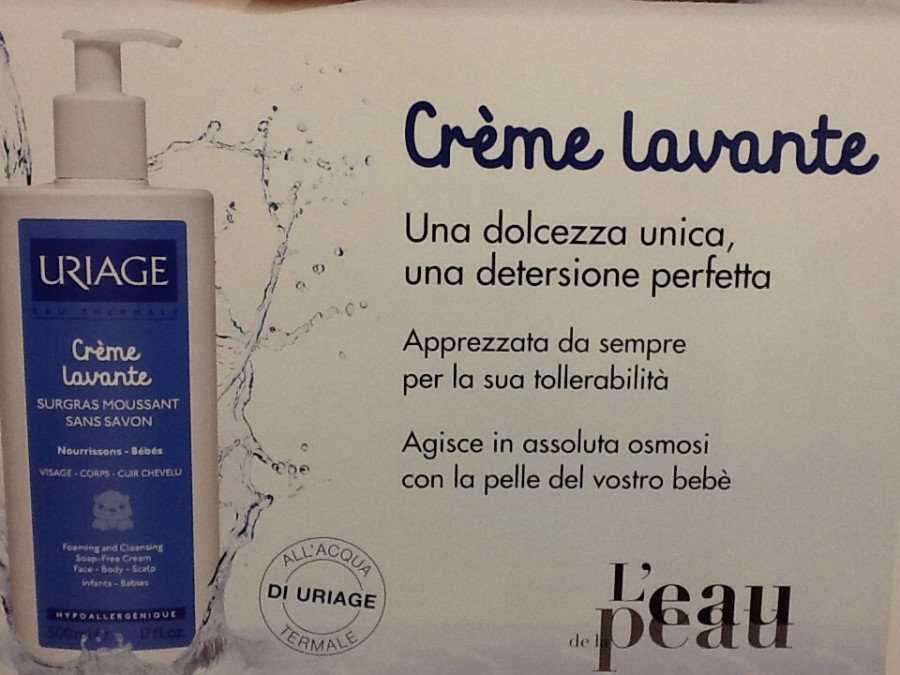 URIAGE
EAU THERMALE
Crème
lavante
SURGRAS MOUSSANT
SANS SAVON
Nourrissons - Bébés
VISAGE - CORPS - CUIR CHEVELU
Foaming and Cleansing
Soap-Free Cream
Face - Body - Scalp
Infants - Babies
HYPOALLERGÉNIQUE
500 ml e 17 fl.oz.
Crème lavante
Una dolcezza unica,
una detersione perfetta
Apprezzata da sempre
per la sua tollerabilità
Agisce in assoluta osmosi
con la pelle del vostro bebè
ALL'ACQUA
DI URIAGE
TERMALE
L'eau
de la peau